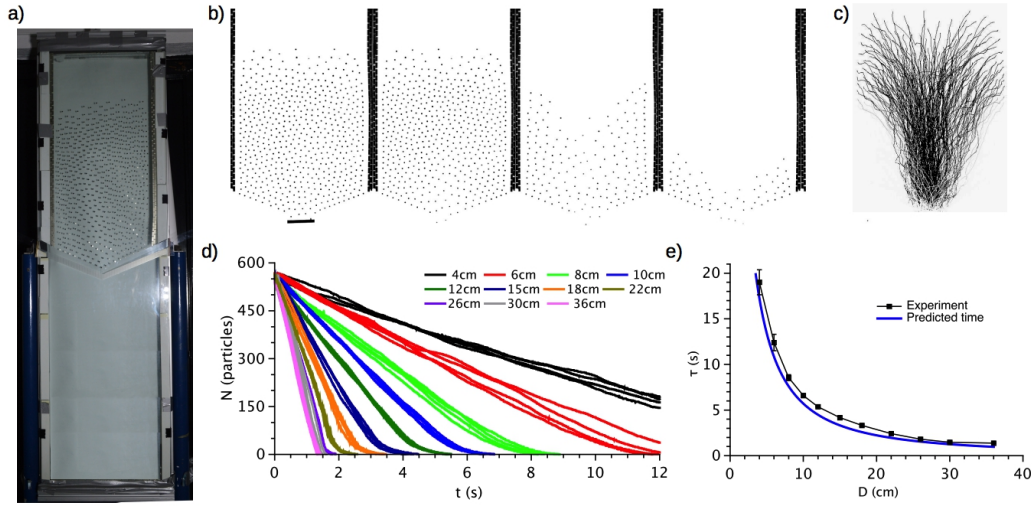 a)
b)
c)
d)
600
450
300
150
0
N (particles)
0 2 4 6 8 10 12
t (s)
4cm 6cm 8cm 10cm
12cm 15cm 18cm 22cm
26cm 30cm 36cm
e)
20
15
10
5
0
τ (s)
0 10 20 30 40
D (cm)
Experiment
Predicted time